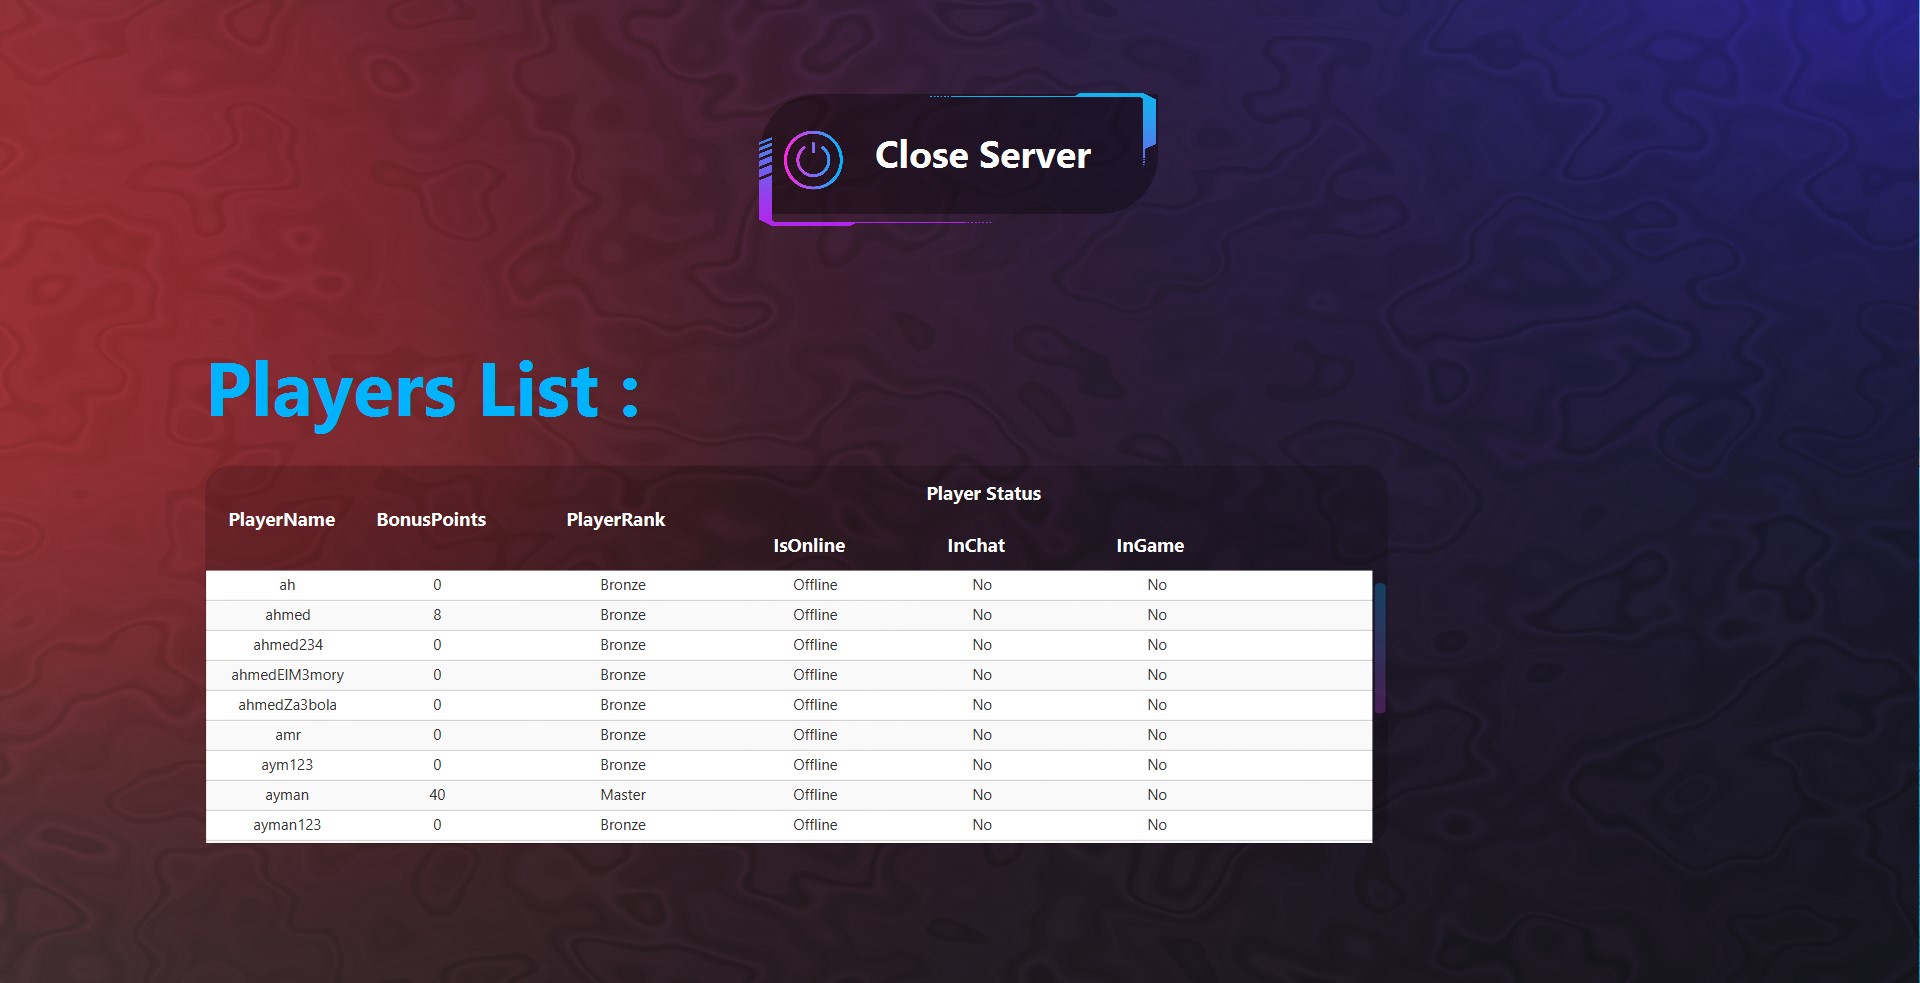 Close Server
Players List :
Player Status
PlayerName BonusPoints PlayerRank
IsOnline InChat InGame
ah 0 Bronze Offline No No
ahmed 8 Bronze Offline No No
ahmed234 0 Bronze Offline No No
ahmedElM3mory 0 Bronze Offline No No
ahmedZa3bola 0 Bronze Offline No No
amr 0 Bronze Offline No No
aym123 0 Bronze Offline No No
ayman 40 Master Offline No No
ayman123 0 Bronze Offline No No